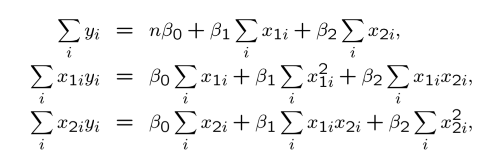 ∑_i y_i = nβ_0 + β_1 ∑_i x_{1i} + β_2 ∑_i x_{2i},
∑_i x_{1i} y_i = β_0 ∑_i x_{1i} + β_1 ∑_i x_{1i}^2 + β_2 ∑_i x_{1i} x_{2i},
∑_i x_{2i} y_i = β_0 ∑_i x_{2i} + β_1 ∑_i x_{1i} x_{2i} + β_2 ∑_i x_{2i}^2,